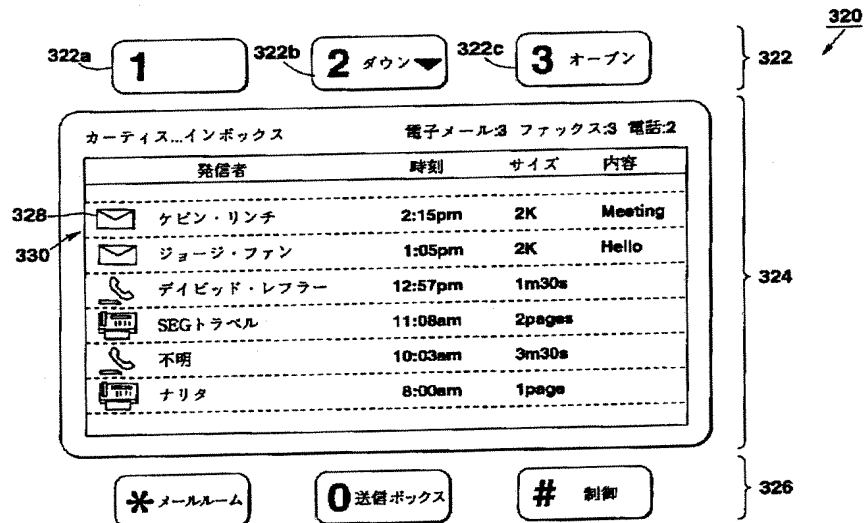 320
322a 1 322b 2 ダウン 322c 3 オープン 322
カーティス...インボックス 電子メール:3 ファックス:3 電話:2
発信者 時刻 サイズ 内容
328 ケビン・リンチ 2:15pm 2K Meeting
330 ジョージ・ファン 1:05pm 2K Hello
デイビッド・レフラー 12:57pm 1m30s 324
SEGトラベル 11:08am 2pages
不明 10:03am 3m30s
ナリタ 8:00am 1page
* メールルーム 0 送信ボックス # 制御 326